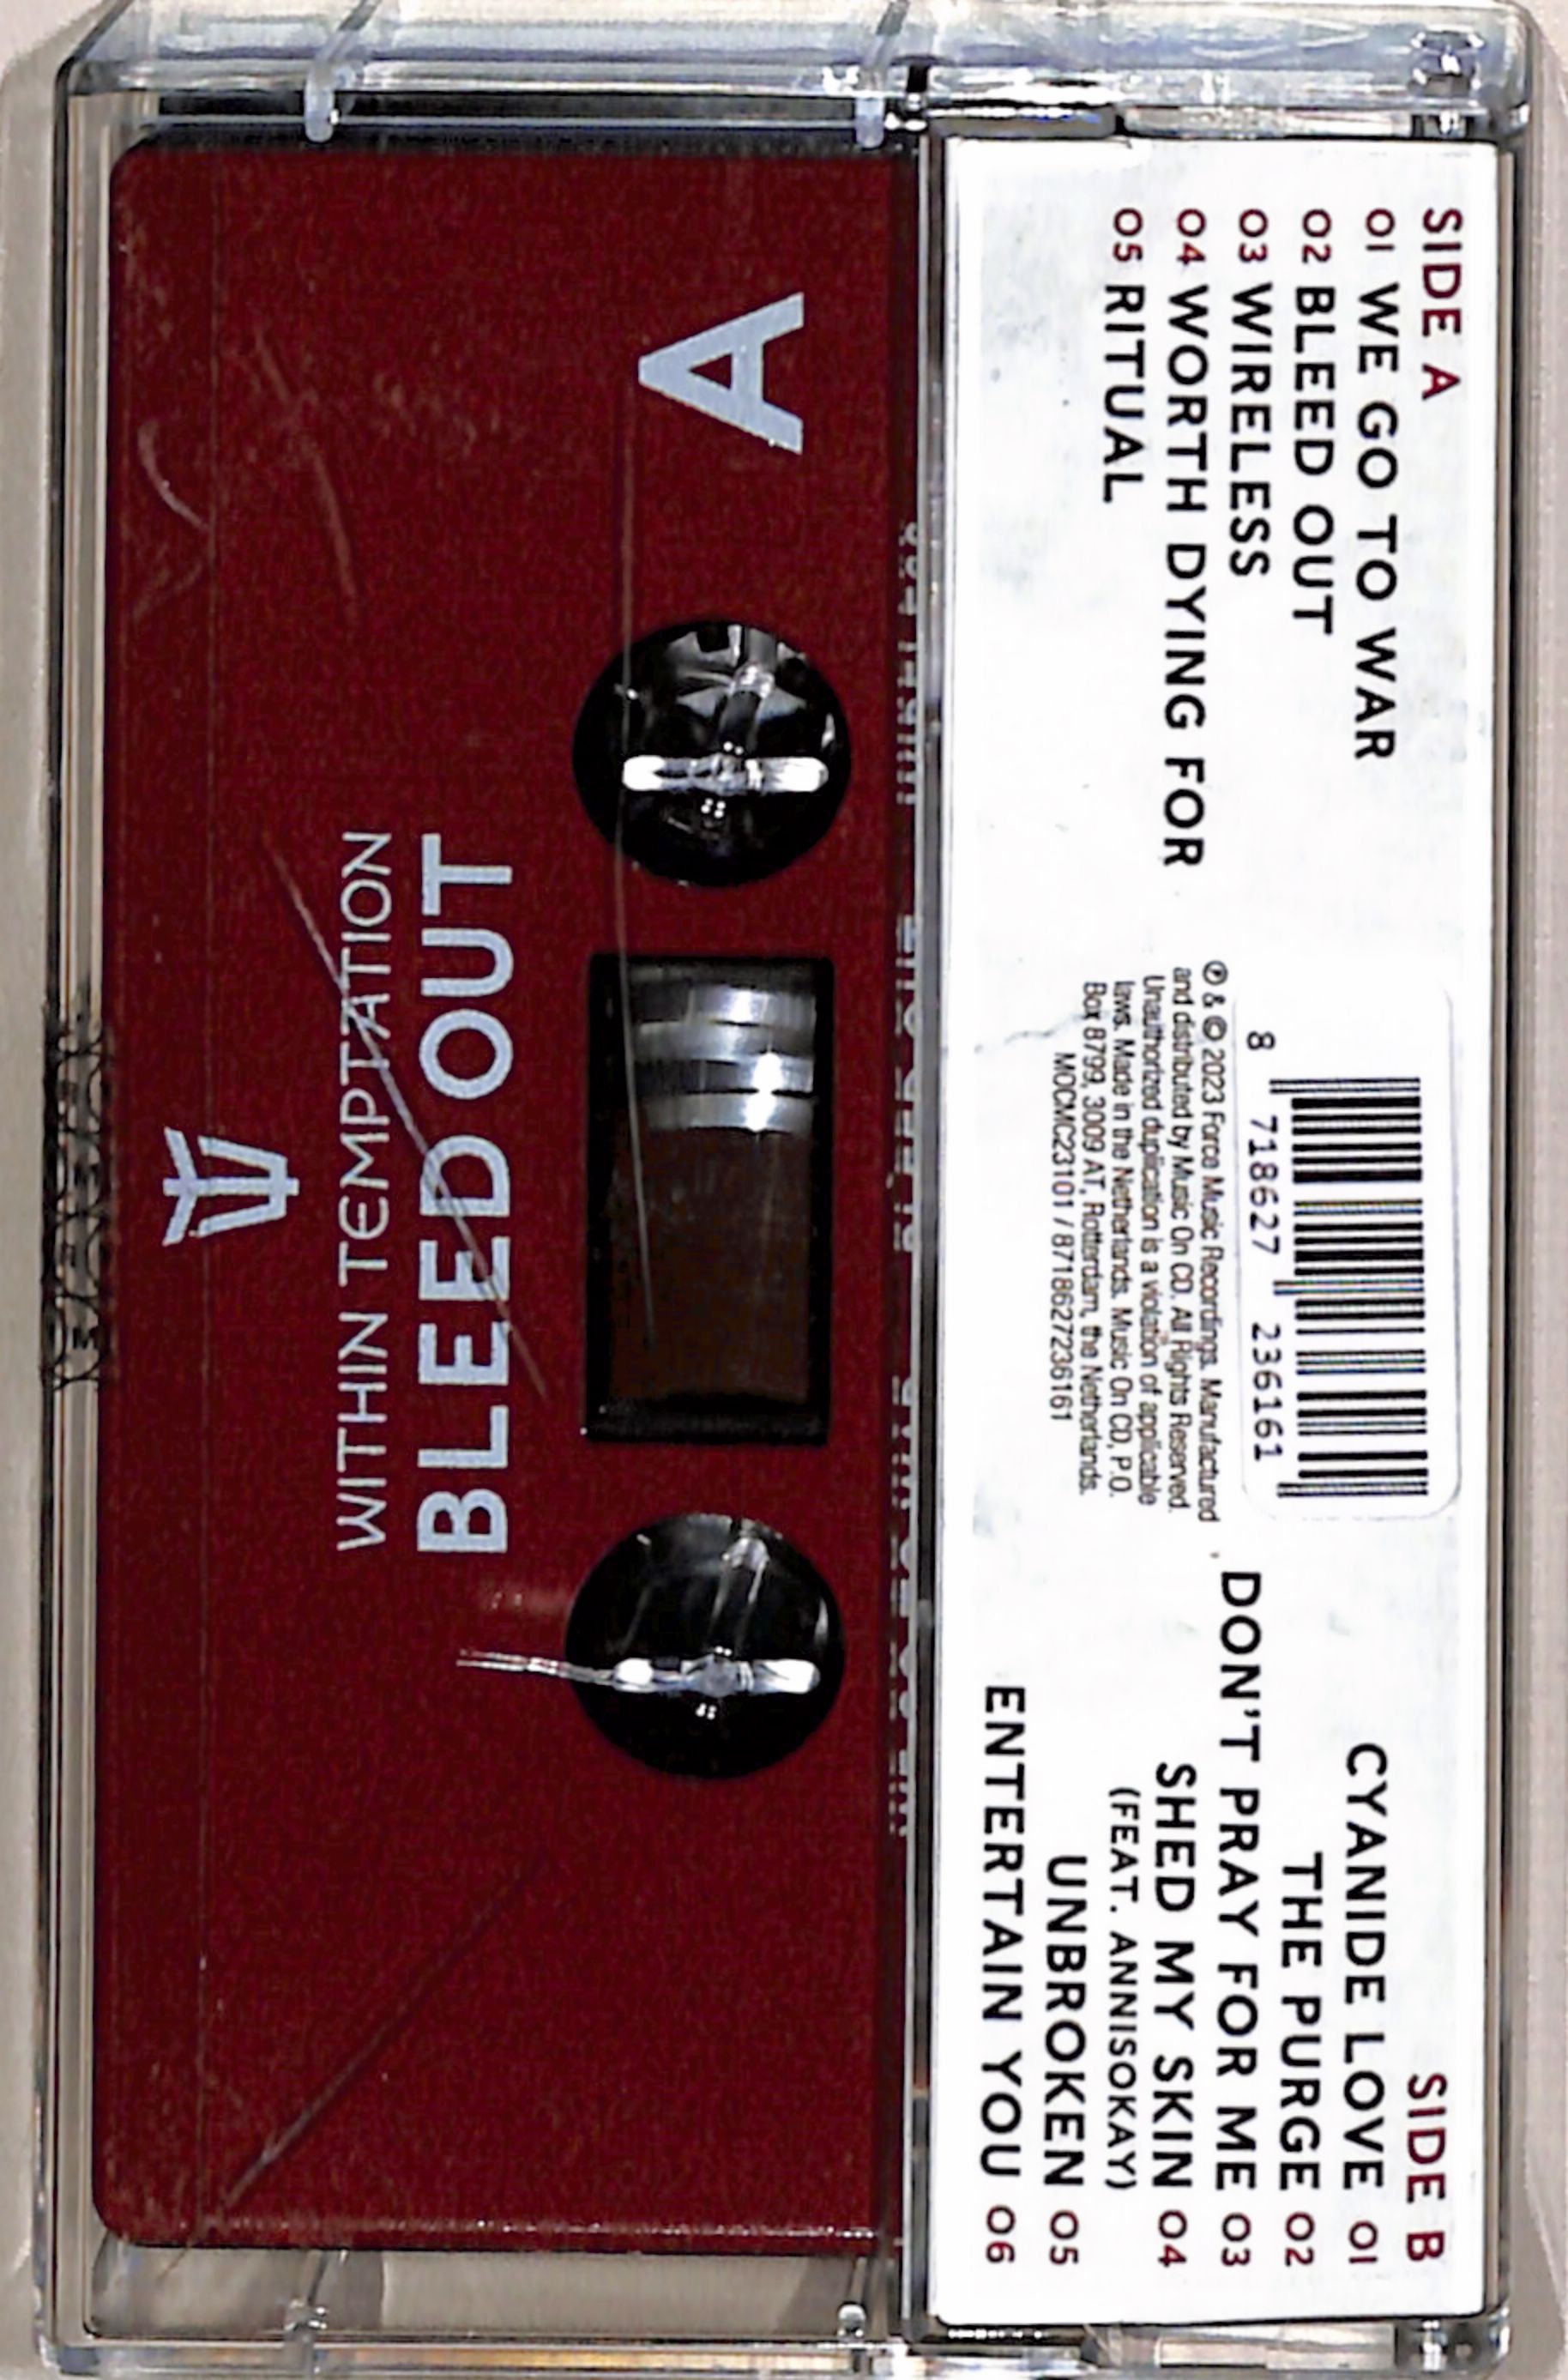 SIDE A
01 WE GO TO WAR
02 BLEED OUT
03 WIRELESS
04 WORTH DYING FOR
05 RITUAL
8 718627 236161
℗ & © 2023 Force Music Recordings. Manufactured
and distributed by Music On CD. All Rights Reserved.
Unauthorized duplication is a violation of applicable
laws. Made in the Netherlands. Music On CD, P.O.
Box 8799, 3009 AT, Rotterdam, the Netherlands.
MOCMC23101 / 8718627236161
SIDE B
CYANIDE LOVE 01
THE PURGE 02
DON'T PRAY FOR ME 03
SHED MY SKIN 04
(FEAT. ANNISOKAY)
UNBROKEN 05
ENTERTAIN YOU 06
A
BLEED OUT
WITHIN TEMPTATION